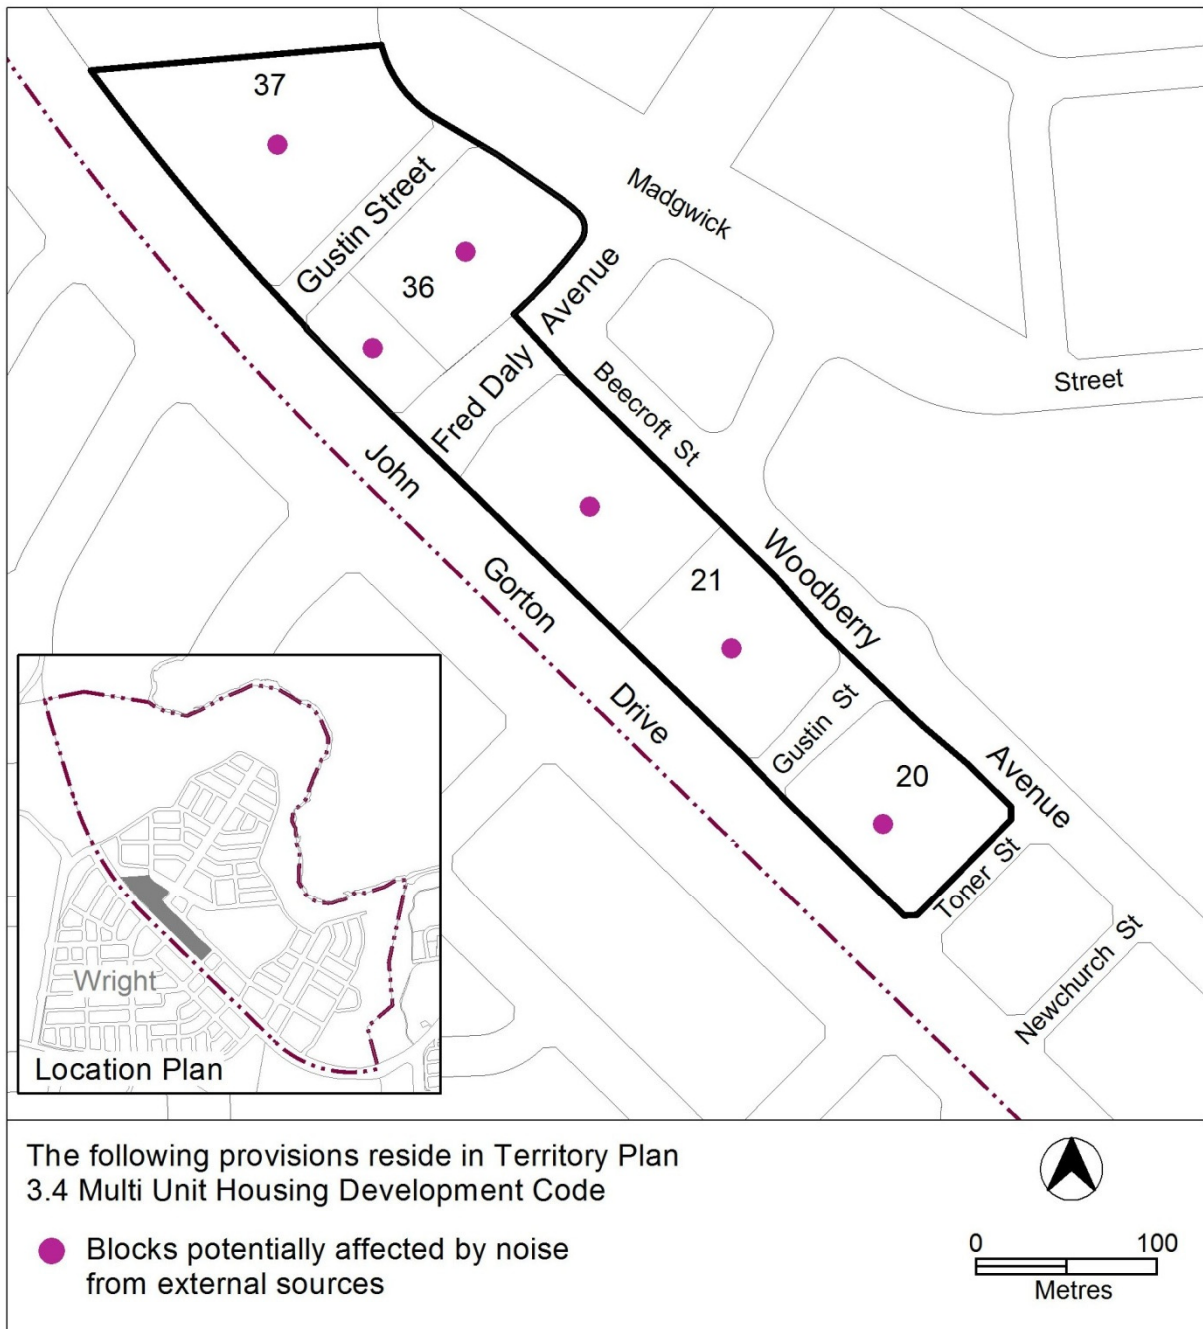 37
Gustin Street
Madgwick
36
Fred Daly Avenue
Beecroft St
Street
John Gorton Drive
21
Woodberry Avenue
Gustin St
20
Toner St
Newchurch St
Wright
Location Plan
The following provisions reside in Territory Plan
3.4 Multi Unit Housing Development Code
Blocks potentially affected by noise
from external sources
0 100
Metres